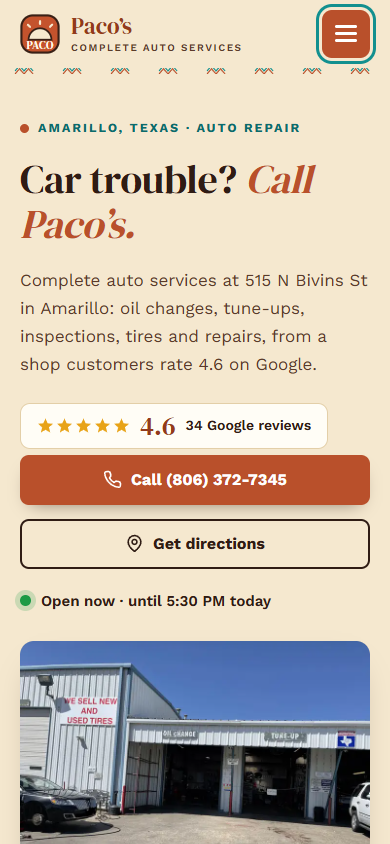 PACO
Paco's
COMPLETE AUTO SERVICES
AMARILLO, TEXAS · AUTO REPAIR
Car trouble? Call
Paco's.
Complete auto services at 515 N Bivins St
in Amarillo: oil changes, tune-ups,
inspections, tires and repairs, from a
shop customers rate 4.6 on Google.
4.6 34 Google reviews
Call (806) 372-7345
Get directions
Open now · until 5:30 PM today
WE SELL NEW
AND
USED TIRES
OIL CHANGE
TUNE-UP